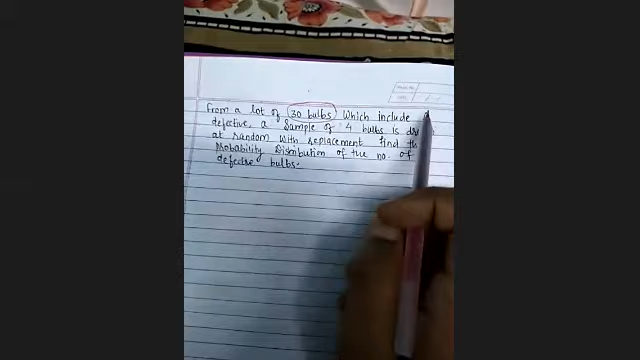 From a lot of 30 bulbs which include
defective, a sample of 4 bulbs is
at random with replacement find
probability Distribution of the no. of
defective bulbs.